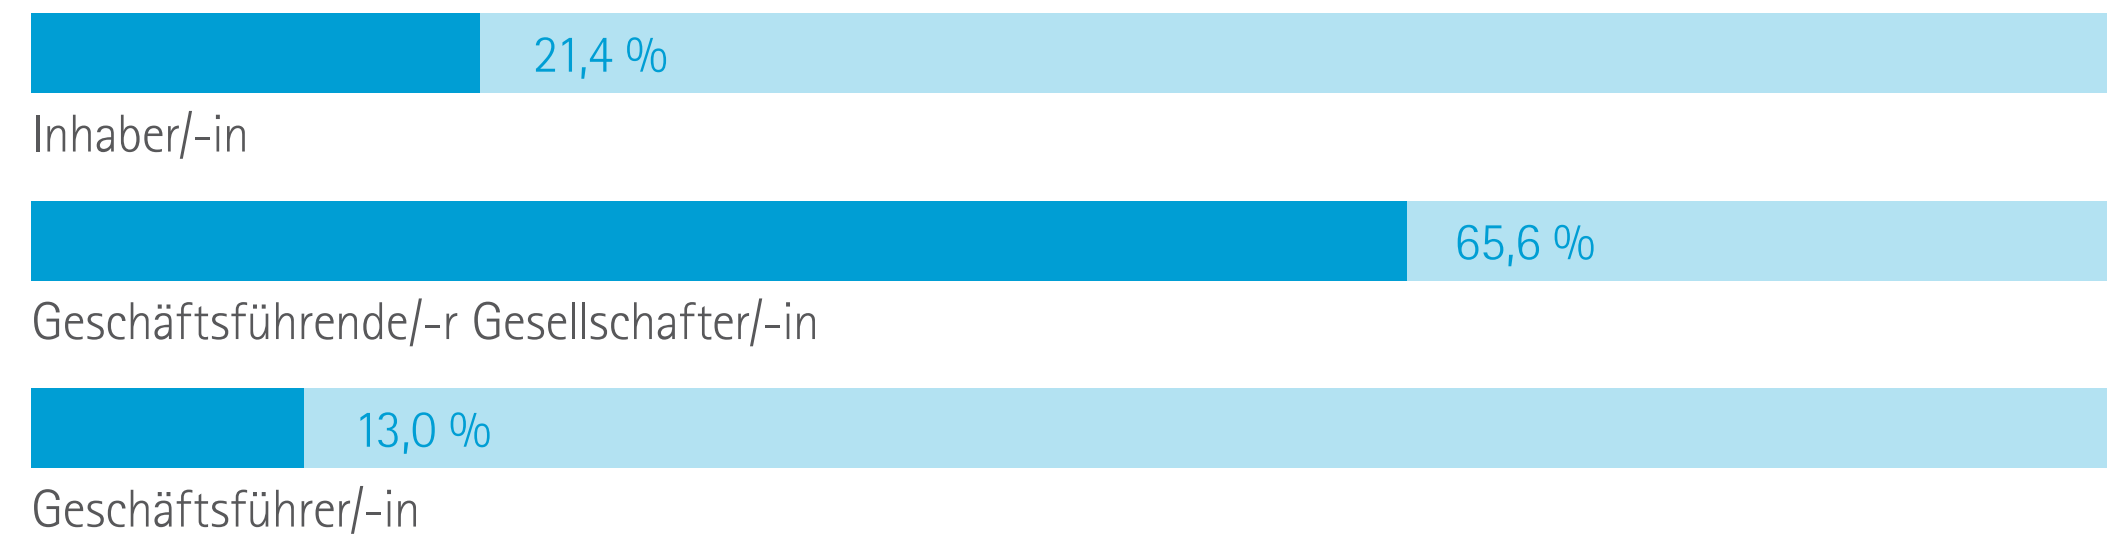 21,4 %
Inhaber/-in
65,6 %
Geschäftsführende/-r Gesellschafter/-in
13,0 %
Geschäftsführer/-in